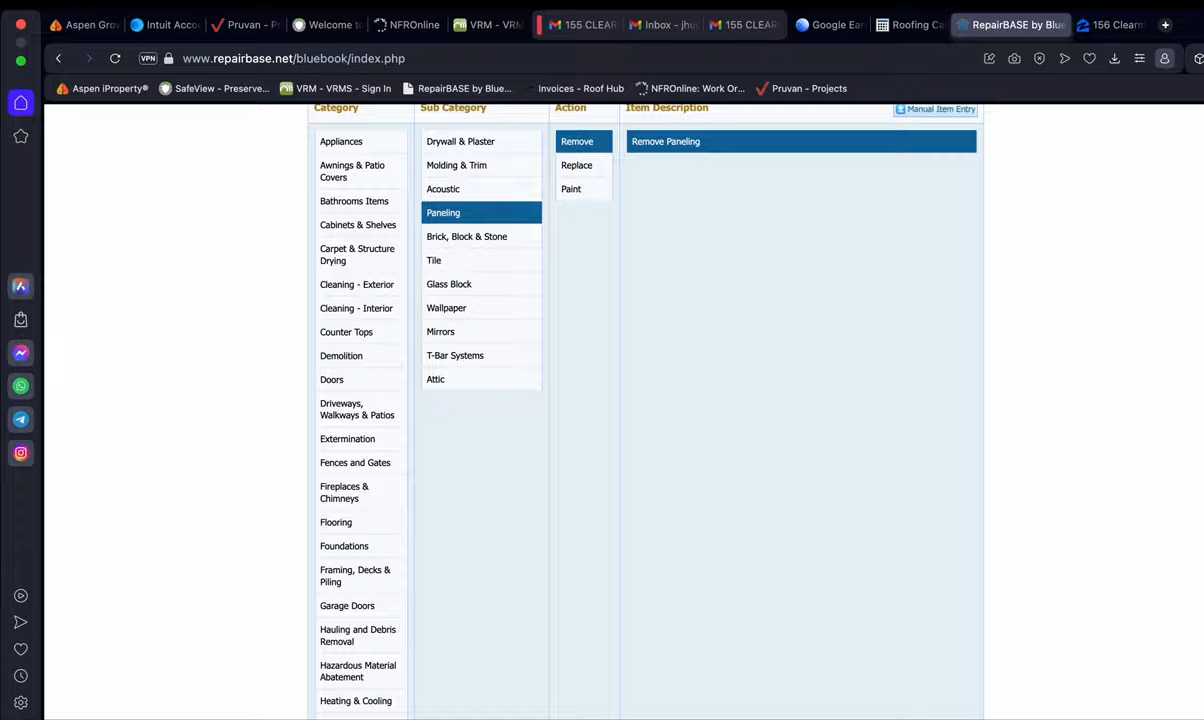 Aspen Gro
Intuit Acco
Pruvan - P
Welcome t
NFROnline
VRM - VR
155 CLEAR
Inbox - jhu
155 CLEAR
Google Ear
Roofing Ca
RepairBASE by Blue
156 Clearm
VPN
www.repairbase.net/bluebook/index.php
Aspen iProperty®
SafeView - Preserve...
VRM - VRMS - Sign In
RepairBASE by Blue...
Invoices - Roof Hub
NFROnline: Work Or...
Pruvan - Projects
Category
Sub Category
Action
Item Description
Manual Item Entry
Appliances
Awnings & Patio
Covers
Bathrooms Items
Cabinets & Shelves
Carpet & Structure
Drying
Cleaning - Exterior
Cleaning - Interior
Counter Tops
Demolition
Doors
Driveways,
Walkways & Patios
Extermination
Fences and Gates
Fireplaces &
Chimneys
Flooring
Foundations
Framing, Decks &
Piling
Garage Doors
Hauling and Debris
Removal
Hazardous Material
Abatement
Heating & Cooling
Drywall & Plaster
Molding & Trim
Acoustic
Paneling
Brick, Block & Stone
Tile
Glass Block
Wallpaper
Mirrors
T-Bar Systems
Attic
Remove
Replace
Paint
Remove Paneling